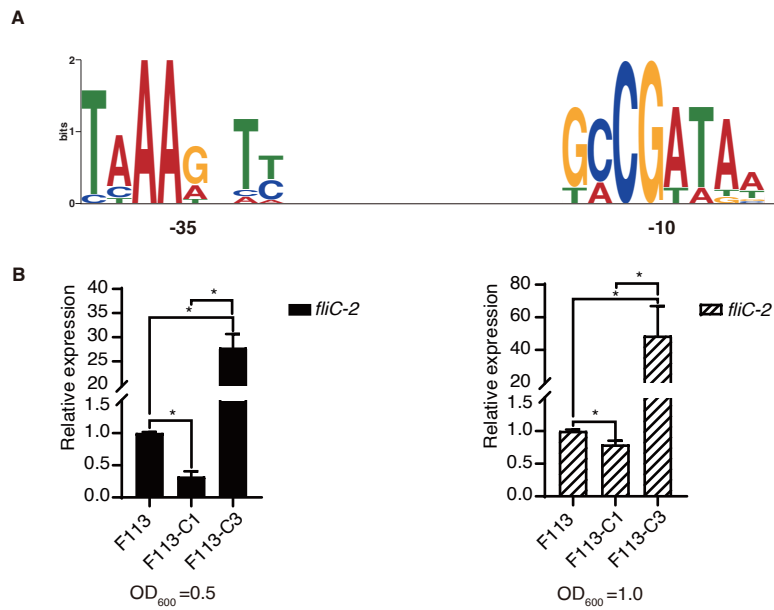 A
2
bits
1
0
TAAAG TT
GCCGATAA
-35
-10
B
Relative expression
40
35
30
25
20
1.5
1.0
0.5
0.0
*
*
*
fliC-2
F113
F113-C1
F113-C3
OD600 =0.5
Relative expression
80
60
40
20
1.5
1.0
0.5
0.0
*
*
*
fliC-2
F113
F113-C1
F113-C3
OD600 =1.0